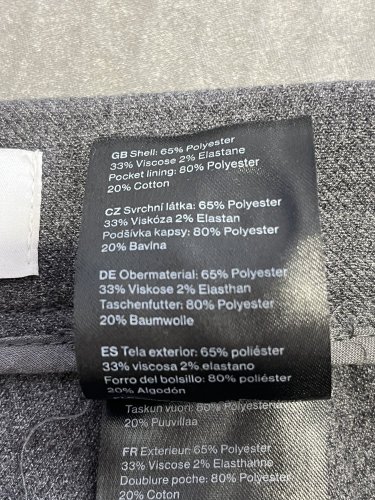 GB Shell: 65% Polyester
33% Viscose 2% Elastane
Pocket lining: 80% Polyester
20% Cotton
CZ Svrchní látka: 65% Polyester
33% Viskóza 2% Elastan
Podšívka kapsy: 80% Polyester
20% Bavlna
DE Obermaterial: 65% Polyester
33% Viskose 2% Elasthan
Taschenfutter: 80% Polyester
20% Baumwolle
ES Tela exterior: 65% poliéster
33% viscosa 2% elastano
Forro del bolsillo: 80% poliéster
20% Algodón
Taskun vuori: 80% Polyesteri
20% Puuvillaa
FR Exterieur: 65% Polyester
33% Viscose 2% Elasthanne
Doublure poche: 80% Polyester
20% Coton